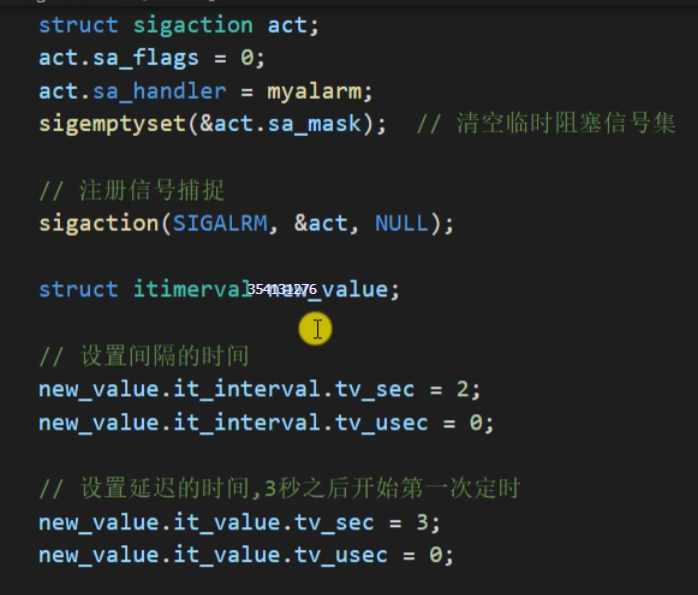 struct sigaction act;
act.sa_flags = 0;
act.sa_handler = myalarm;
sigemptyset(&act.sa_mask);  // 清空临时阻塞信号集
// 注册信号捕捉
sigaction(SIGALRM, &act, NULL);
struct itimerval new_value;
354131276
// 设置间隔的时间
new_value.it_interval.tv_sec = 2;
new_value.it_interval.tv_usec = 0;
// 设置延迟的时间,3秒之后开始第一次定时
new_value.it_value.tv_sec = 3;
new_value.it_value.tv_usec = 0;